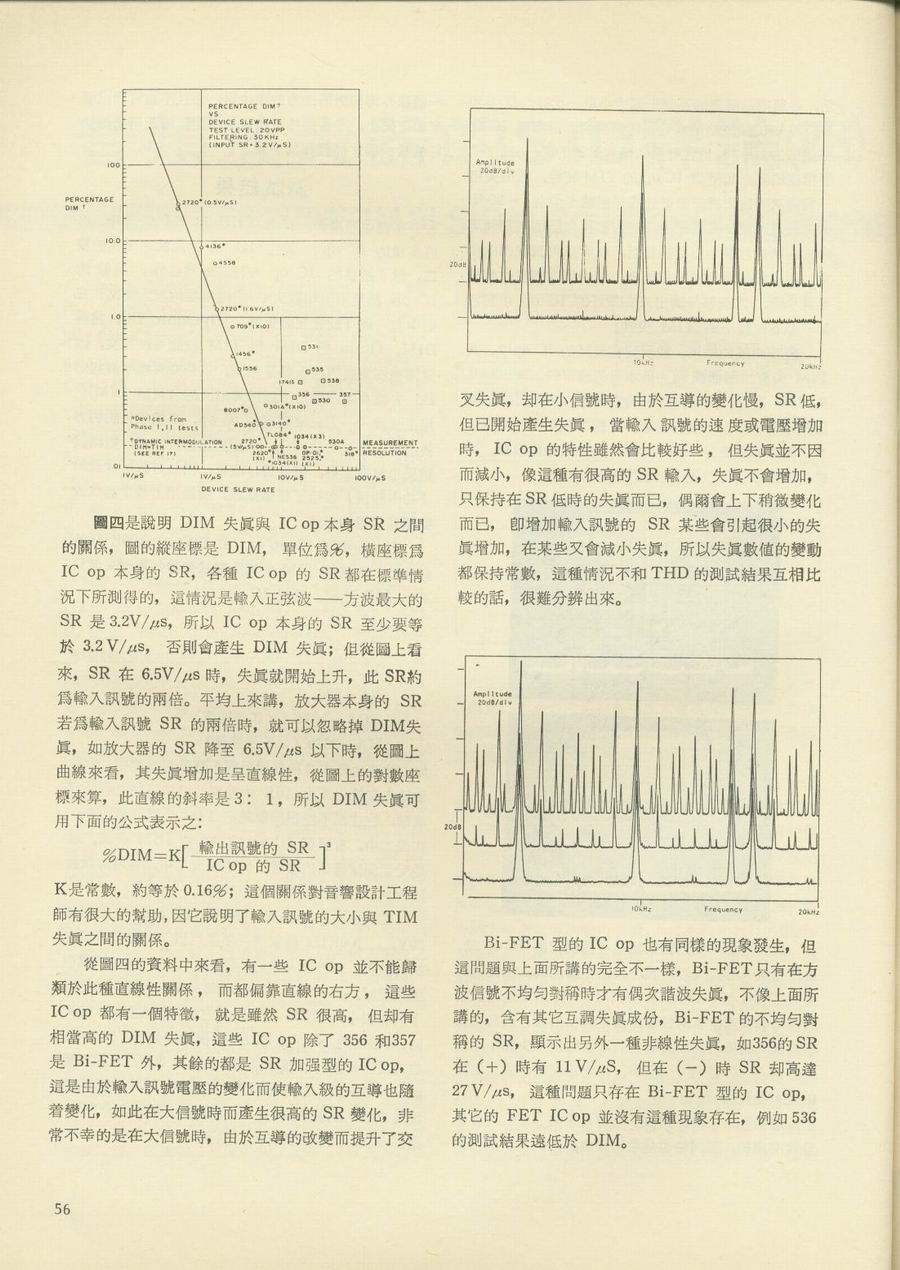 PERCENTAGE DIM†
VS
DEVICE SLEW RATE
TEST LEVEL 20VPP
FILTERING 30KHz
(INPUT SR=3.2V/µS)
PERCENTAGE
DIM †
100
10.0
1.0
.1
.01
2720* (0.5V/µS)
4136*
4558
2720* (1.6V/µS)
709* (X10)
531
1456*
1556
535
1741S
538
356
357
530
8007*
301A* (X10)
AD540
3140*
TL084*
1034 (X3)
2720*
(5V/µS)
530A
2620*
(X1)
NE536
OP-01*
2525*
318*
*1034(X1)
(X1)
*Devices from
Phase I,II tests
†DYNAMIC INTERMODULATION
DIM=TIM
(SEE REF 17)
MEASUREMENT
RESOLUTION
.1V/µS
1V/µS
10V/µS
100V/µS
DEVICE SLEW RATE
圖四是說明 DIM 失眞與 IC op 本身 SR 之間
的關係，圖的縱座標是 DIM， 單位爲%，橫座標爲
IC op 本身的 SR，各種 IC op 的 SR 都在標準情
況下所測得的，這情況是輸入正弦波——方波最大的
SR 是 3.2V/µs，所以 IC op 本身的 SR 至少要等
於 3.2 V/µs， 否則會產生 DIM 失眞；但從圖上看
來，SR 在 6.5V/µs 時，失眞就開始上升，此 SR約
爲輸入訊號的兩倍。平均上來講，放大器本身的 SR
若爲輸入訊號 SR 的兩倍時，就可以忽略掉 DIM失
眞，如放大器的 SR 降至 6.5V/µs 以下時，從圖上
曲線來看，其失眞增加是呈直線性，從圖上的對數座
標來算，此直線的斜率是 3： 1， 所以 DIM 失眞可
用下面的公式表示之：
%DIM=K[ 輸出訊號的 SR / IC op 的 SR ]³
K是常數，約等於 0.16%；這個關係對音響設計工程
師有很大的幫助，因它說明了輸入訊號的大小與 TIM
失眞之間的關係。
從圖四的資料中來看，有一些 IC op 並不能歸
類於此種直線性關係， 而都偏靠直線的右方， 這些
IC op 都有一個特徵， 就是雖然 SR 很高， 但却有
相當高的 DIM 失眞，這些 IC op 除了 356 和357
是 Bi-FET 外，其餘的都是 SR 加强型的 IC op，
這是由於輸入訊號電壓的變化而使輸入級的互導也隨
着變化，如此在大信號時而產生很高的 SR 變化，非
常不幸的是在大信號時，由於互導的改變而提升了交
Amplitude
20dB/div
20dB
10kHz
Frequency
20kHz
叉失眞，却在小信號時，由於互導的變化慢，SR 低，
但已開始產生失眞， 當輸入 訊號的速 度或電壓增加
時， IC op 的特性雖然會比較好些， 但失眞並不因
而減小，像這種有很高的 SR 輸入，失眞不會增加，
只保持在 SR 低時的失眞而已，偶爾會上下稍微變化
而已， 卽增加輸入訊號的 SR 某些會引起很小的失
眞增加，在某些又會減小失眞，所以失眞數值的變動
都保持常數，這種情況不和 THD 的測試結果互相比
較的話，很難分辨出來。
Amplitude
20dB/div
20dB
10kHz
Frequency
20kHz
Bi-FET 型的 IC op 也有同樣的現象發生，但
這問題與上面所講的完全不一樣，Bi-FET只有在方
波信號不均勻對稱時才有偶次諧波失眞，不像上面所
講的，含有其它互調失眞成份，Bi-FET 的不均勻對
稱的 SR，顯示出另外一種非線性失眞，如356的 SR
在（+）時有 11 V/µS， 但在（−）時 SR 却高達
27 V/µs， 這種問題只存在 Bi-FET 型的 IC op，
其它的 FET IC op 並沒有這種現象存在，例如 536
的測試結果遠低於 DIM。
56